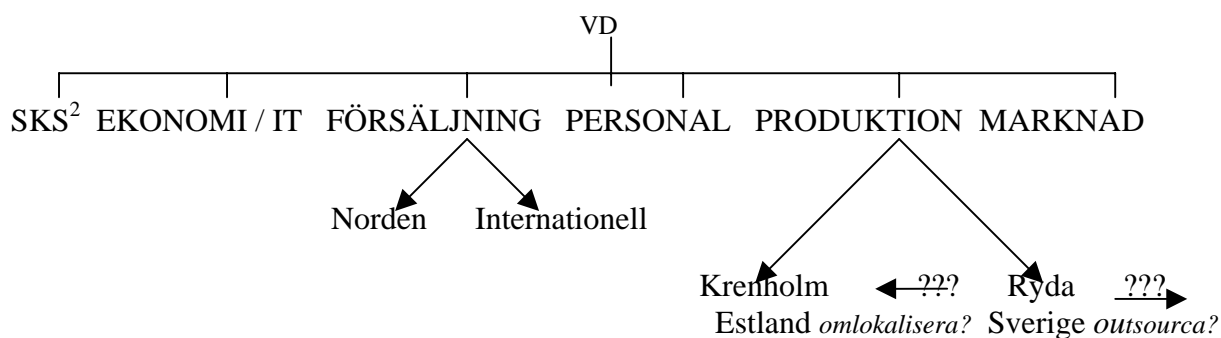 VD
SKS² EKONOMI / IT FÖRSÄLJNING PERSONAL PRODUKTION MARKNAD
Norden Internationell
Krenholm ??? Ryda ???
Estland omlokalisera? Sverige outsourca?